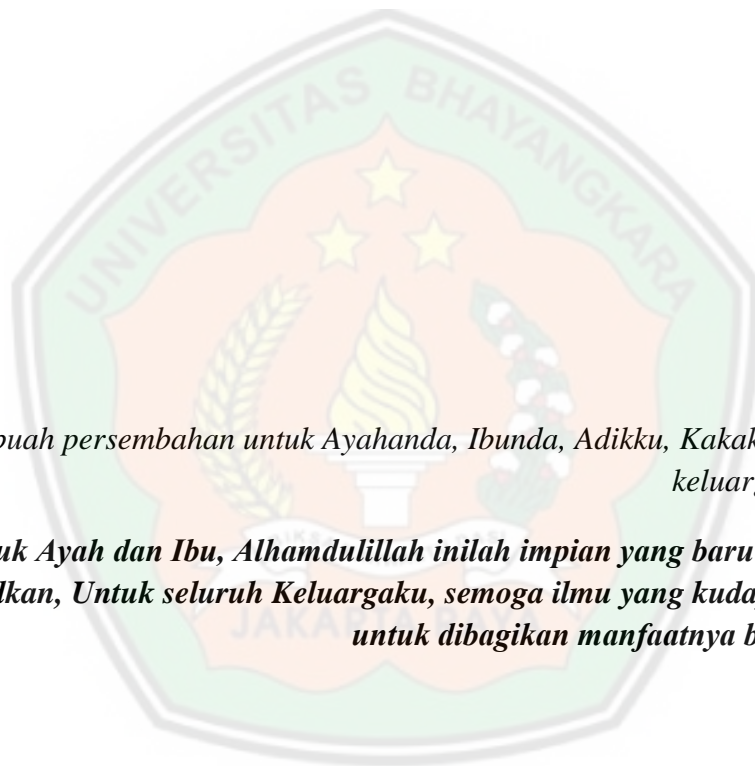 UNIVERSITAS BHAYANGKARA
buah persembahan untuk Ayahanda, Ibunda, Adikku, Kakak
keluar
uk Ayah dan Ibu, Alhamdulillah inilah impian yang baru
lkan, Untuk seluruh Keluargaku, semoga ilmu yang kuda
JAKARTA RAYA
untuk dibagikan manfaatnya b